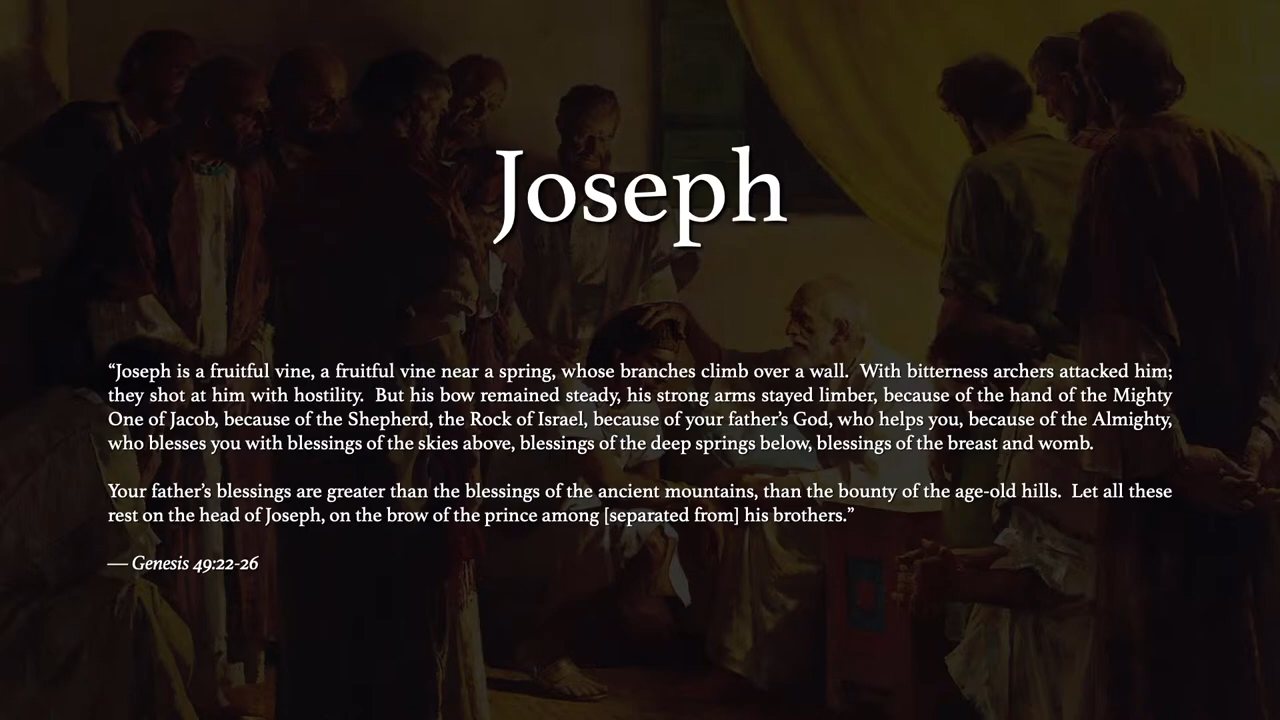 Joseph
“Joseph is a fruitful vine, a fruitful vine near a spring, whose branches climb over a wall.  With bitterness archers attacked him;
they shot at him with hostility.  But his bow remained steady, his strong arms stayed limber, because of the hand of the Mighty
One of Jacob, because of the Shepherd, the Rock of Israel, because of your father’s God, who helps you, because of the Almighty,
who blesses you with blessings of the skies above, blessings of the deep springs below, blessings of the breast and womb.
Your father’s blessings are greater than the blessings of the ancient mountains, than the bounty of the age-old hills.  Let all these
rest on the head of Joseph, on the brow of the prince among [separated from] his brothers.”
— Genesis 49:22-26